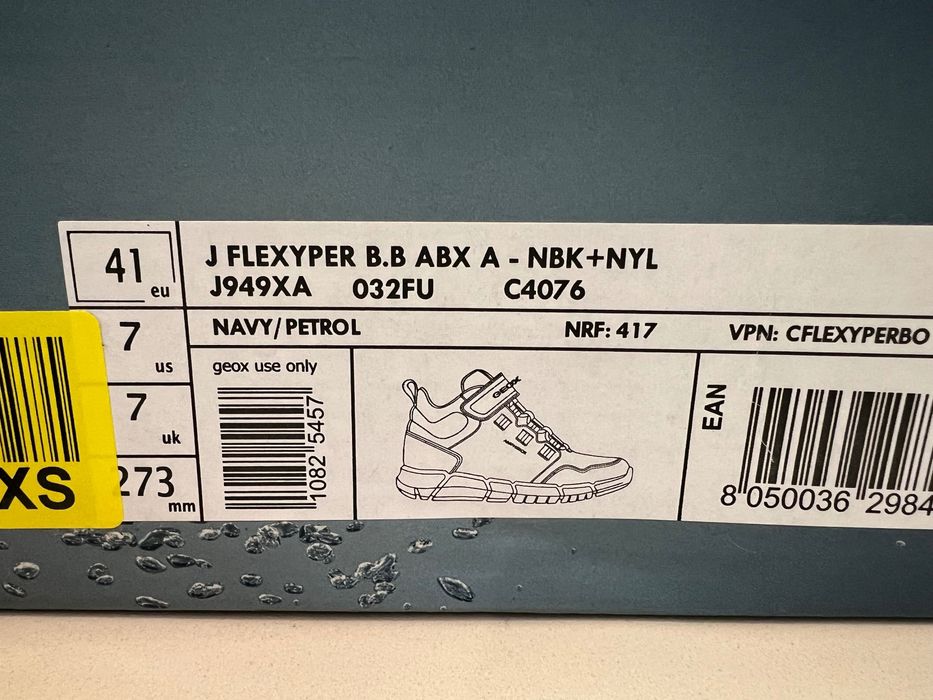 41 eu
J FLEXYPER B.B ABX A - NBK+NYL
J949XA 032FU C4076
7 us
7 uk
273 mm
NAVY/PETROL NRF: 417 VPN: CFLEXYPERBO
geox use only
1082 5457
GEOX
EAN
8 050036 2984
XS